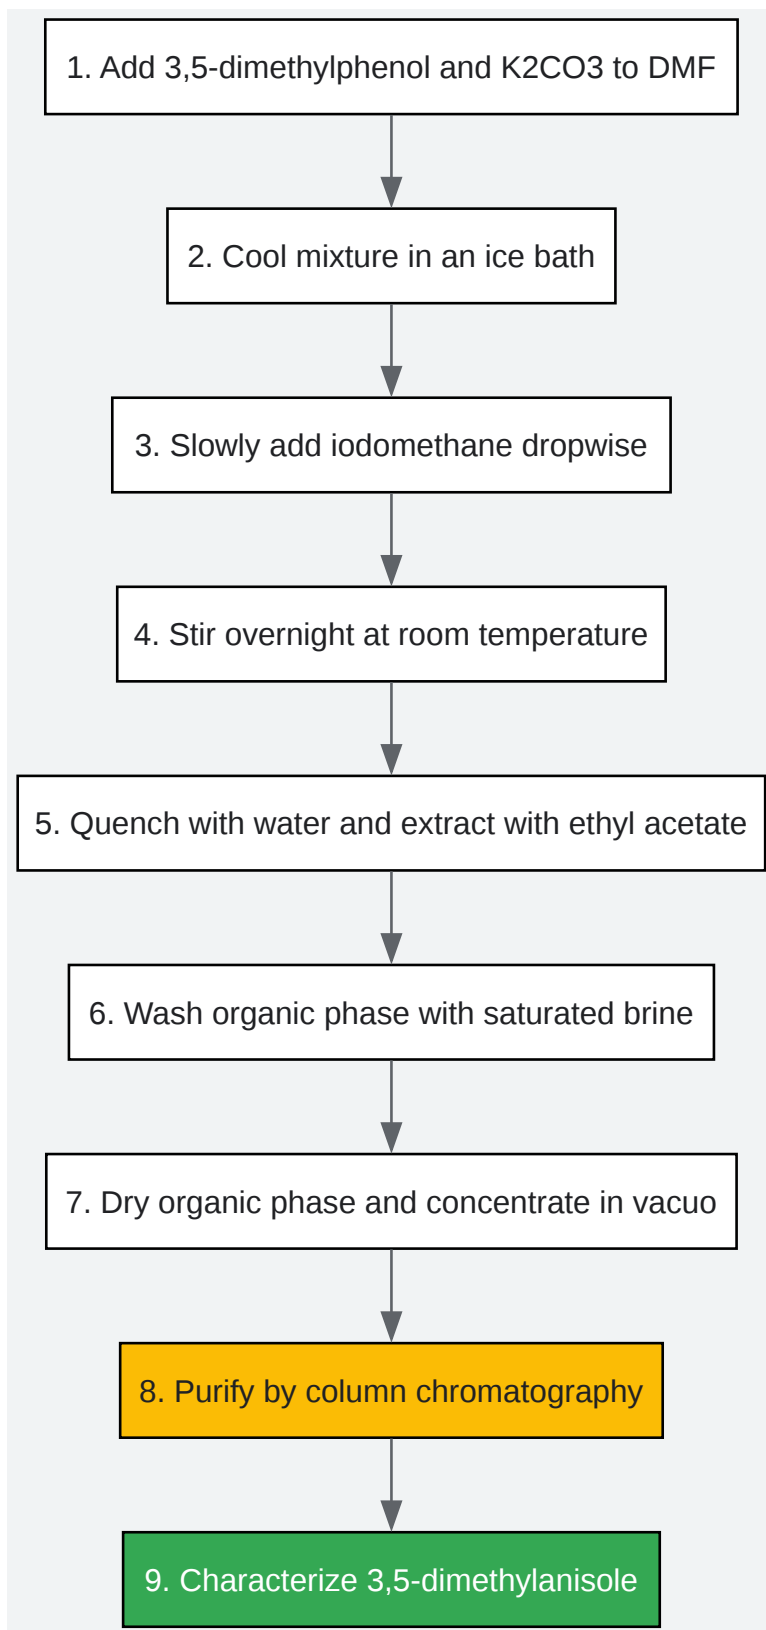 1. Add 3,5-dimethylphenol and K2CO3 to DMF
2. Cool mixture in an ice bath
3. Slowly add iodomethane dropwise
4. Stir overnight at room temperature
5. Quench with water and extract with ethyl acetate
6. Wash organic phase with saturated brine
7. Dry organic phase and concentrate in vacuo
8. Purify by column chromatography
9. Characterize 3,5-dimethylanisole